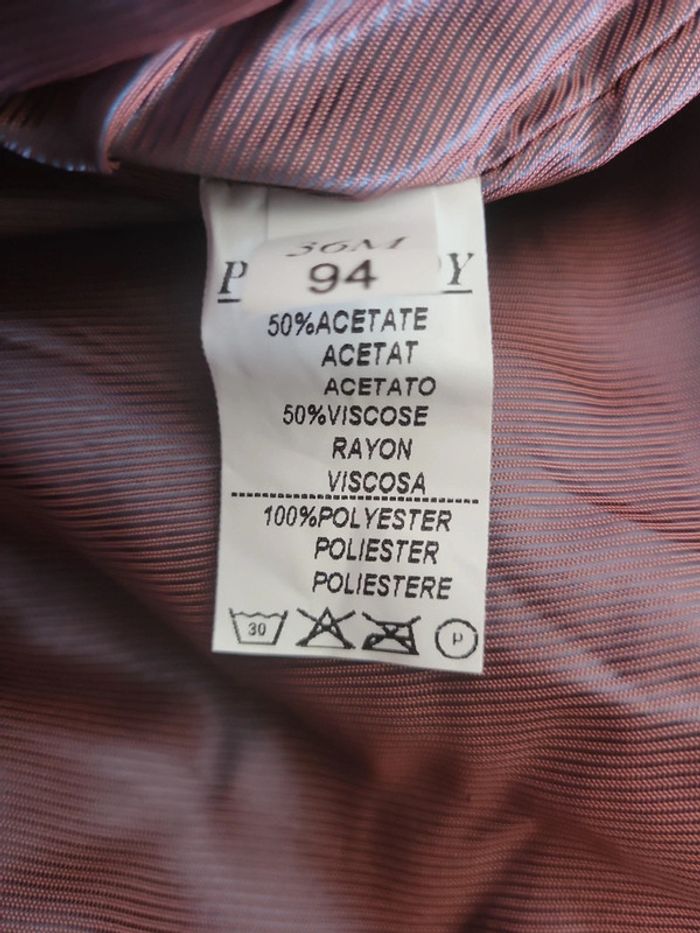 36M
P Y
94
50%ACETATE
ACETAT
ACETATO
50%VISCOSE
RAYON
VISCOSA
100%POLYESTER
POLIESTER
POLIESTERE
30 P